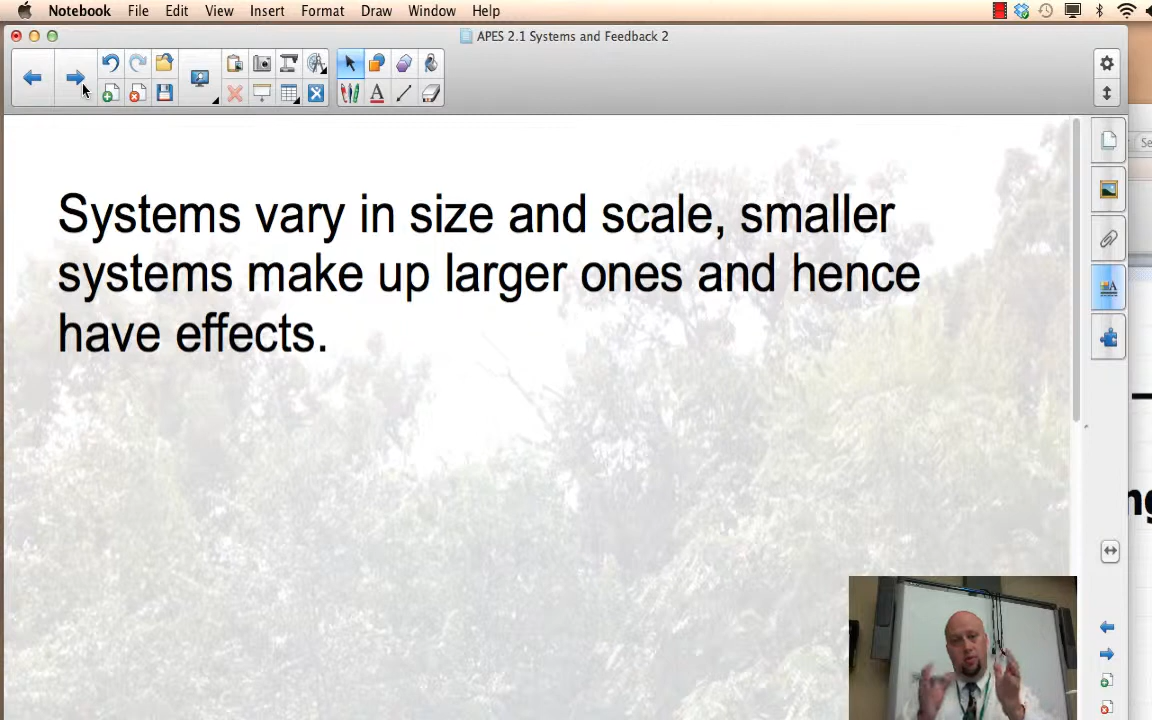 Notebook File Edit View Insert Format Draw Window Help
APES 2.1 Systems and Feedback 2
Systems vary in size and scale, smaller
systems make up larger ones and hence
have effects.